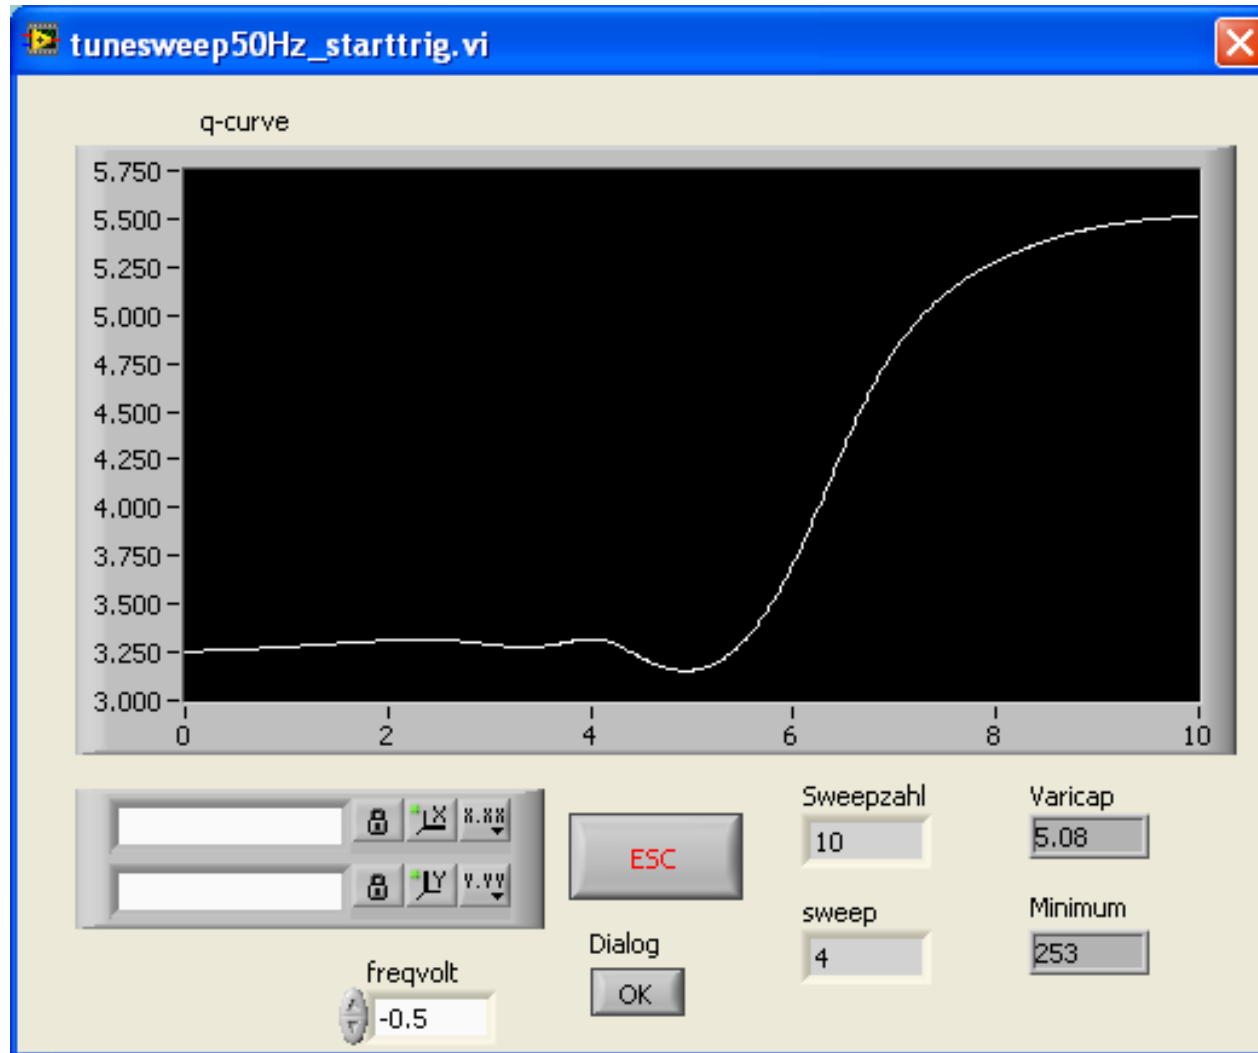 tunesweep50Hz_starttrig.vi
q-curve
5.750
5.500
5.250
5.000
4.750
4.500
4.250
4.000
3.750
3.500
3.250
3.000
0 2 4 6 8 10
X X.XX
Y Y.YY
freqvolt
-0.5
ESC
Dialog
OK
Sweepzahl
10
sweep
4
Varicap
5.08
Minimum
253